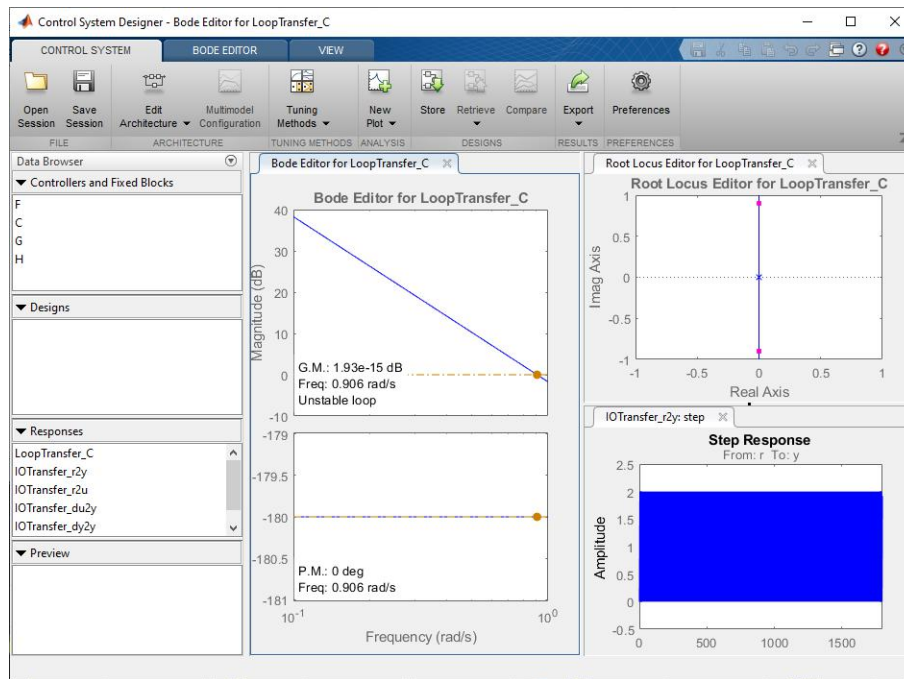 Control System Designer - Bode Editor for LoopTransfer_C
CONTROL SYSTEM
BODE EDITOR
VIEW
Open Session
Save Session
Edit Architecture
Multimodel Configuration
Tuning Methods
New Plot
Store
Retrieve
Compare
Export
Preferences
FILE
ARCHITECTURE
TUNING METHODS
ANALYSIS
DESIGNS
RESULTS
PREFERENCES
Data Browser
Controllers and Fixed Blocks
F
C
G
H
Designs
Responses
LoopTransfer_C
IOTransfer_r2y
IOTransfer_r2u
IOTransfer_du2y
IOTransfer_dy2y
Preview
Bode Editor for LoopTransfer_C
Bode Editor for LoopTransfer_C
Magnitude (dB)
40
30
20
10
0
-10
G.M.: 1.93e-15 dB
Freq: 0.906 rad/s
Unstable loop
-179
-179.5
-180
-180.5
-181
P.M.: 0 deg
Freq: 0.906 rad/s
10^-1
10^0
Frequency (rad/s)
Root Locus Editor for LoopTransfer_C
Root Locus Editor for LoopTransfer_C
Imag Axis
1
0.5
0
-0.5
-1
-1
-0.5
0
0.5
1
Real Axis
IOTransfer_r2y: step
Step Response
From: r To: y
Amplitude
2.5
2
1.5
1
0.5
0
-0.5
0
500
1000
1500